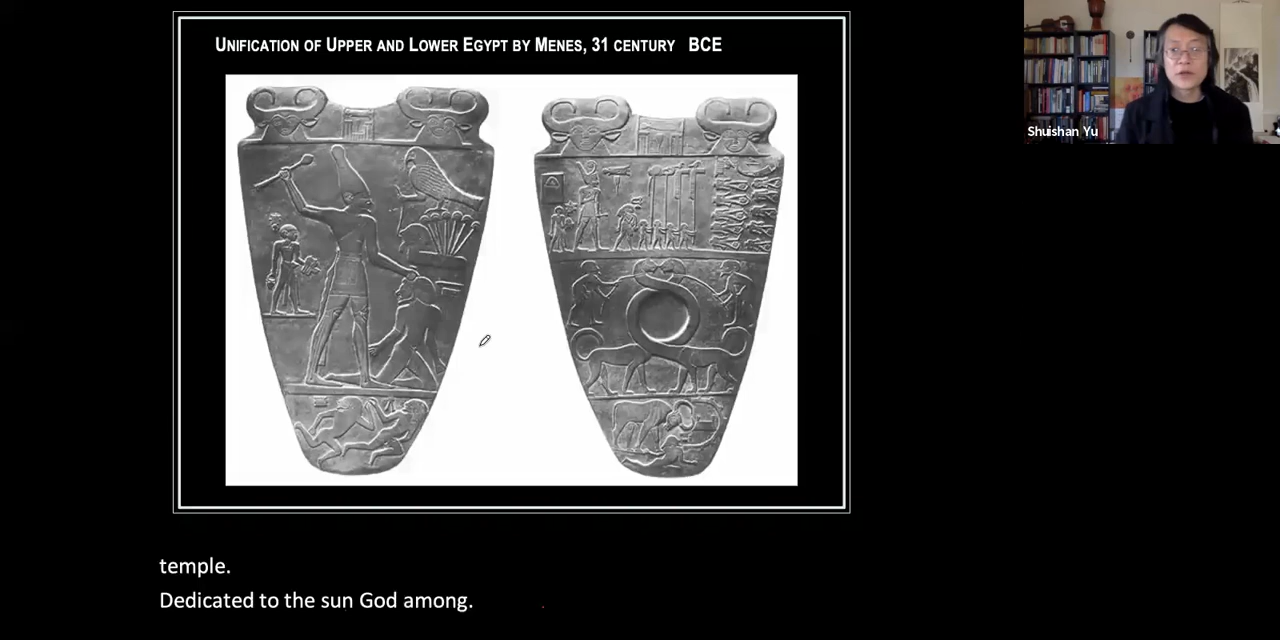 UNIFICATION OF UPPER AND LOWER EGYPT BY MENES, 31 CENTURY BCE
Shuishan Yu
temple.
Dedicated to the sun God among.